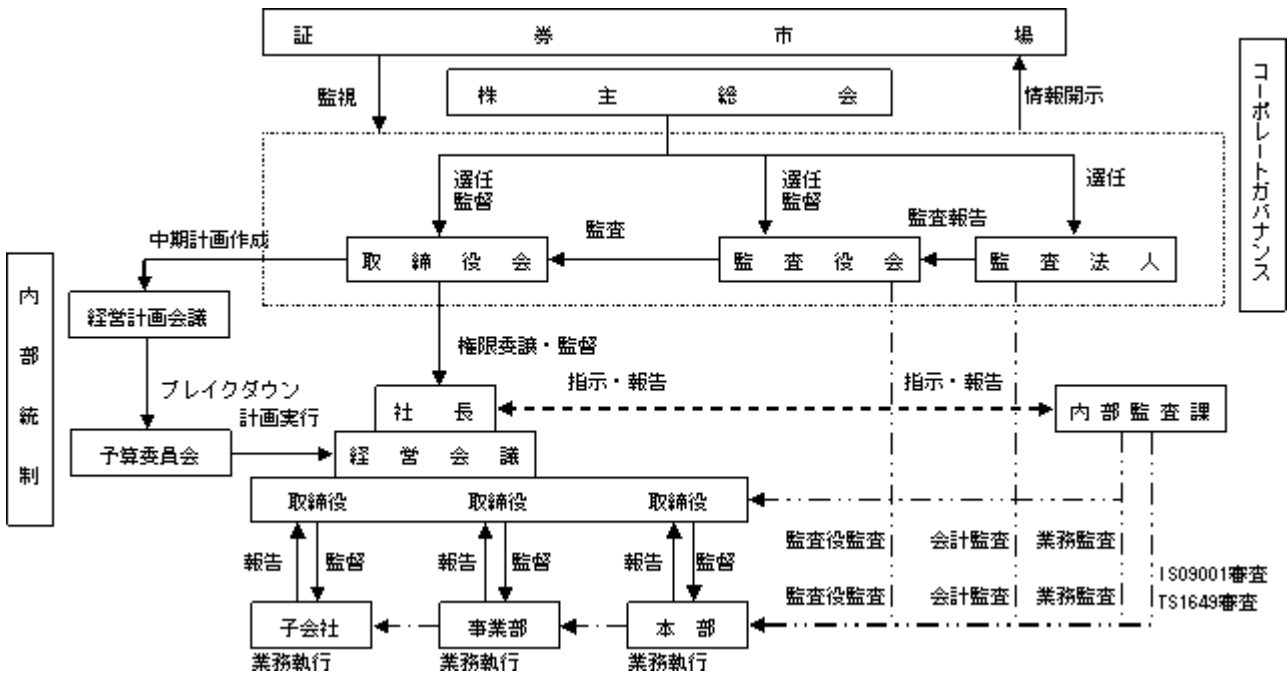 証券市場
監視
株主総会
情報開示
コーポレートガバナンス
選任
監督
選任
監督
選任
中期計画作成
取締役会
監査
監査役会
監査報告
監査法人
内部統制
経営計画会議
権限委譲・監督
ブレイクダウン
計画実行
指示・報告
指示・報告
社長
内部監査課
予算委員会
経営会議
取締役
取締役
取締役
報告
監督
報告
監督
報告
監督
監査役監査
会計監査
業務監査
監査役監査
会計監査
業務監査
ISO9001審査
TS1649審査
子会社
事業部
本部
業務執行
業務執行
業務執行